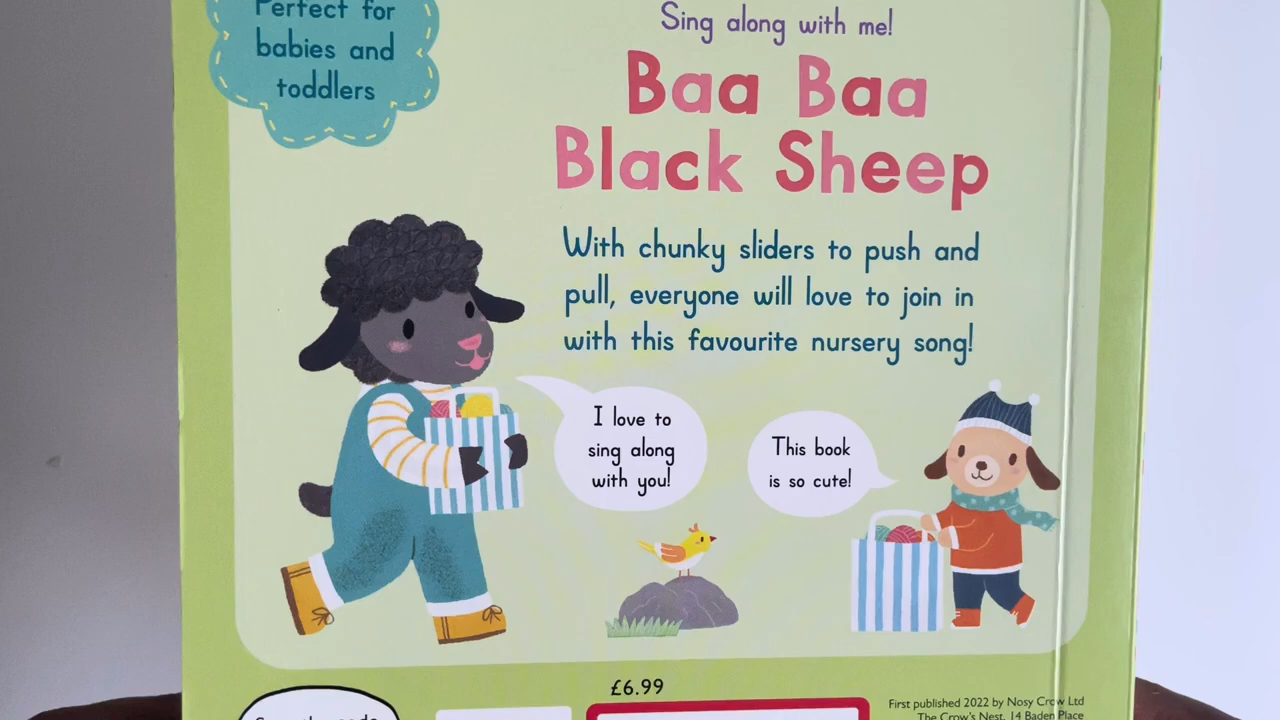 Perfect for
babies and
toddlers
Sing along with me!
Baa Baa
Black Sheep
With chunky sliders to push and
pull, everyone will love to join in
with this favourite nursery song!
I love to
sing along
with you!
This book
is so cute!
£6.99
First published 2022 by Nosy Crow Ltd
The Crow's Nest, 14 Baden Place